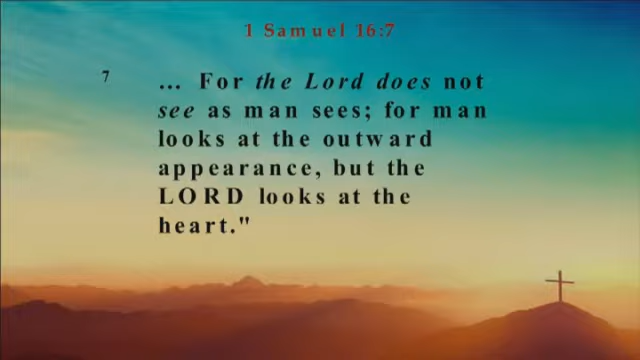 1 Samuel 16:7
7 ... For the Lord does not
see as man sees; for man
looks at the outward
appearance, but the
LORD looks at the
heart."